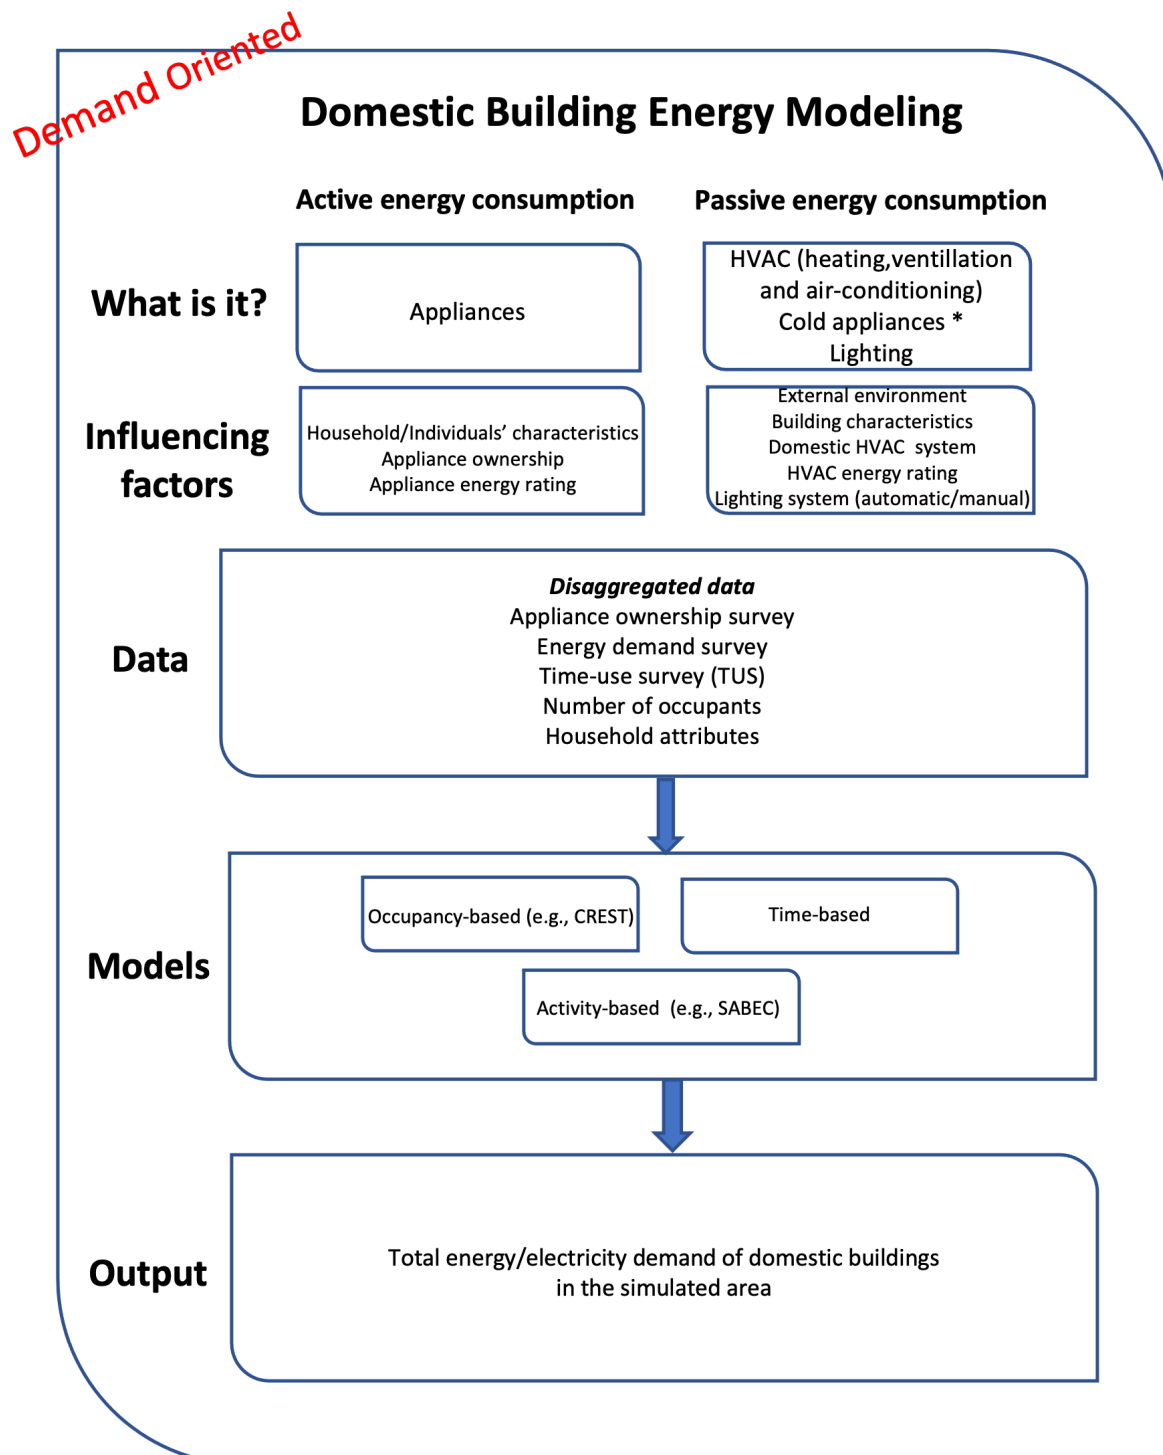 Demand Oriented
Domestic Building Energy Modeling
Active energy consumption
Passive energy consumption
What is it?
Appliances
HVAC (heating,ventillation
and air-conditioning)
Cold appliances *
Lighting
Influencing
factors
Household/Individuals’ characteristics
Appliance ownership
Appliance energy rating
External environment
Building characteristics
Domestic HVAC system
HVAC energy rating
Lighting system (automatic/manual)
Data
Disaggregated data
Appliance ownership survey
Energy demand survey
Time-use survey (TUS)
Number of occupants
Household attributes
Models
Occupancy-based (e.g., CREST)
Time-based
Activity-based (e.g., SABEC)
Output
Total energy/electricity demand of domestic buildings
in the simulated area